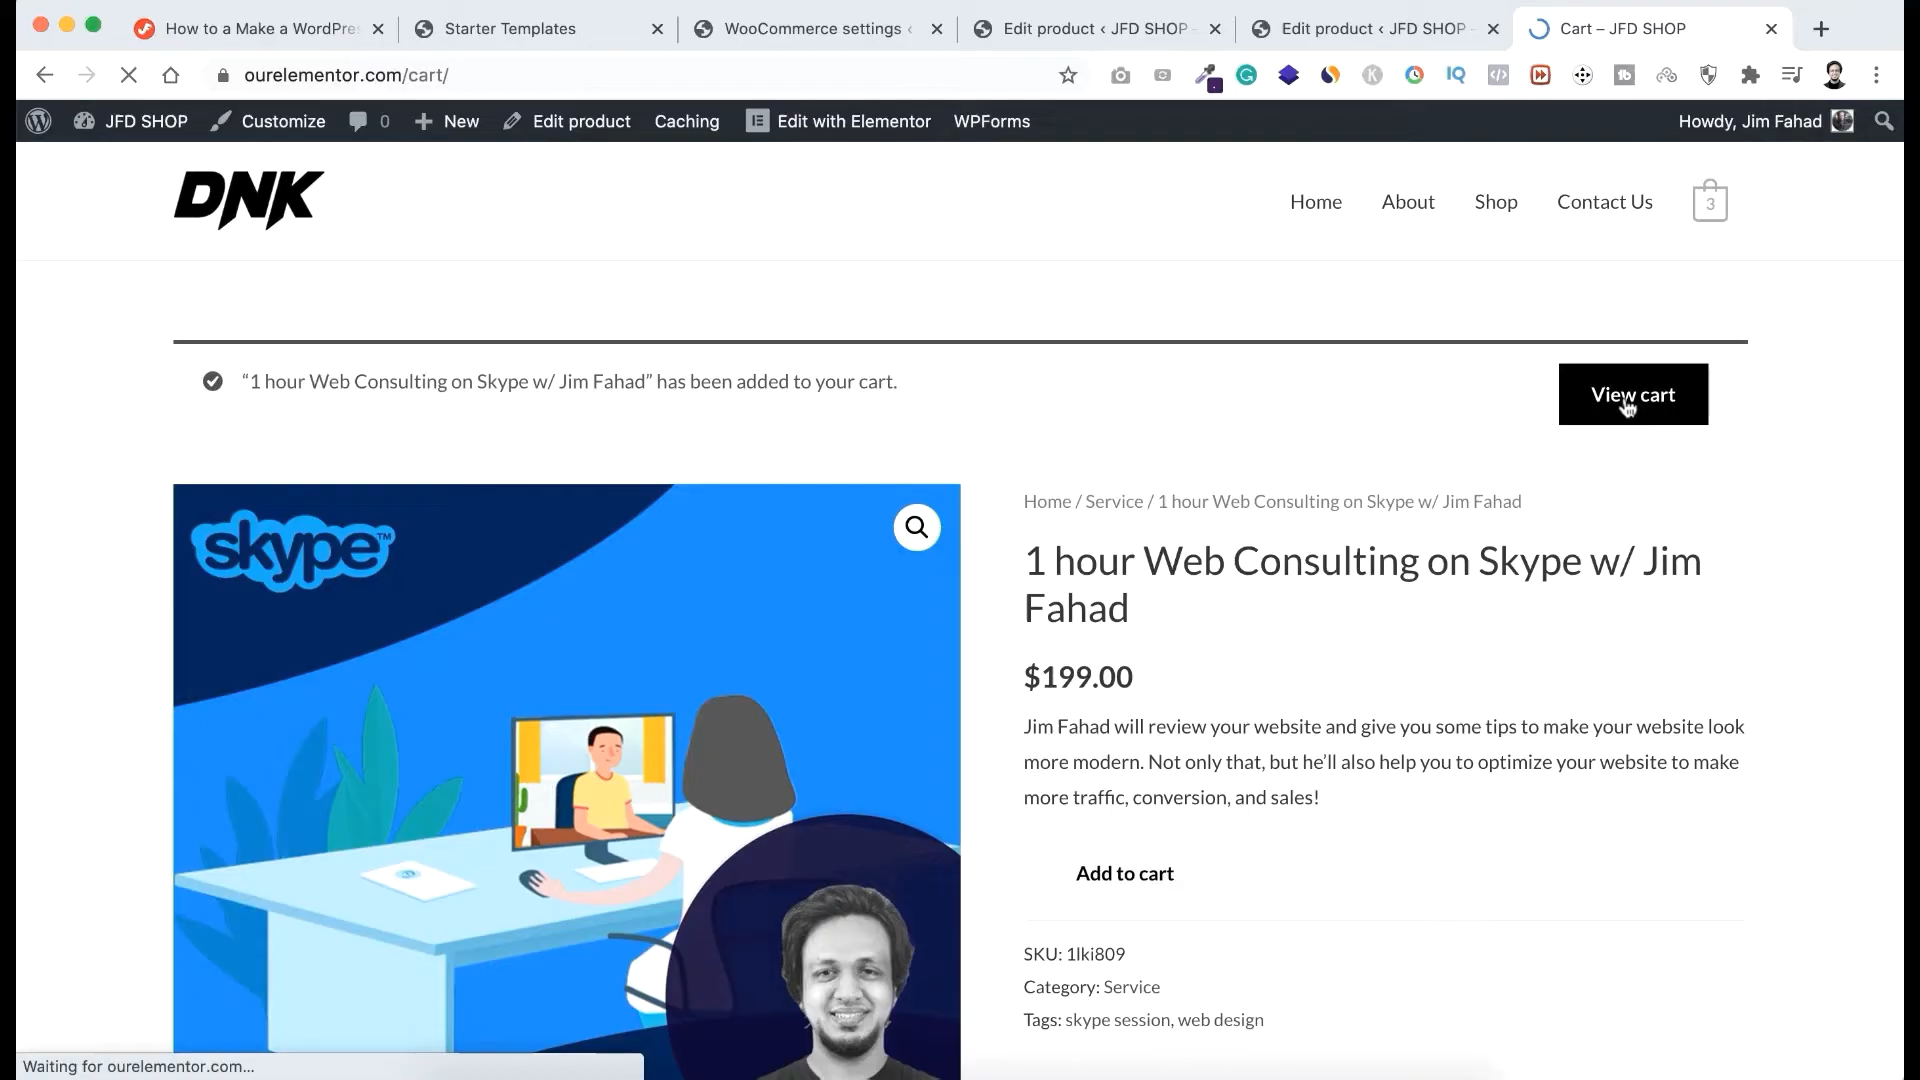 How to a Make a WordPre
Starter Templates
WooCommerce settings ‹
Edit product ‹ JFD SHOP -
Edit product ‹ JFD SHOP -
Cart – JFD SHOP
ourelementor.com/cart/
JFD SHOP
Customize
0
New
Edit product
Caching
Edit with Elementor
WPForms
Howdy, Jim Fahad
DNK
Home
About
Shop
Contact Us
3
“1 hour Web Consulting on Skype w/ Jim Fahad” has been added to your cart.
View cart
skype™
Home / Service / 1 hour Web Consulting on Skype w/ Jim Fahad
1 hour Web Consulting on Skype w/ Jim
Fahad
$199.00
Jim Fahad will review your website and give you some tips to make your website look
more modern. Not only that, but he’ll also help you to optimize your website to make
more traffic, conversion, and sales!
Add to cart
SKU: 1lki809
Category: Service
Tags: skype session, web design
Waiting for ourelementor.com...